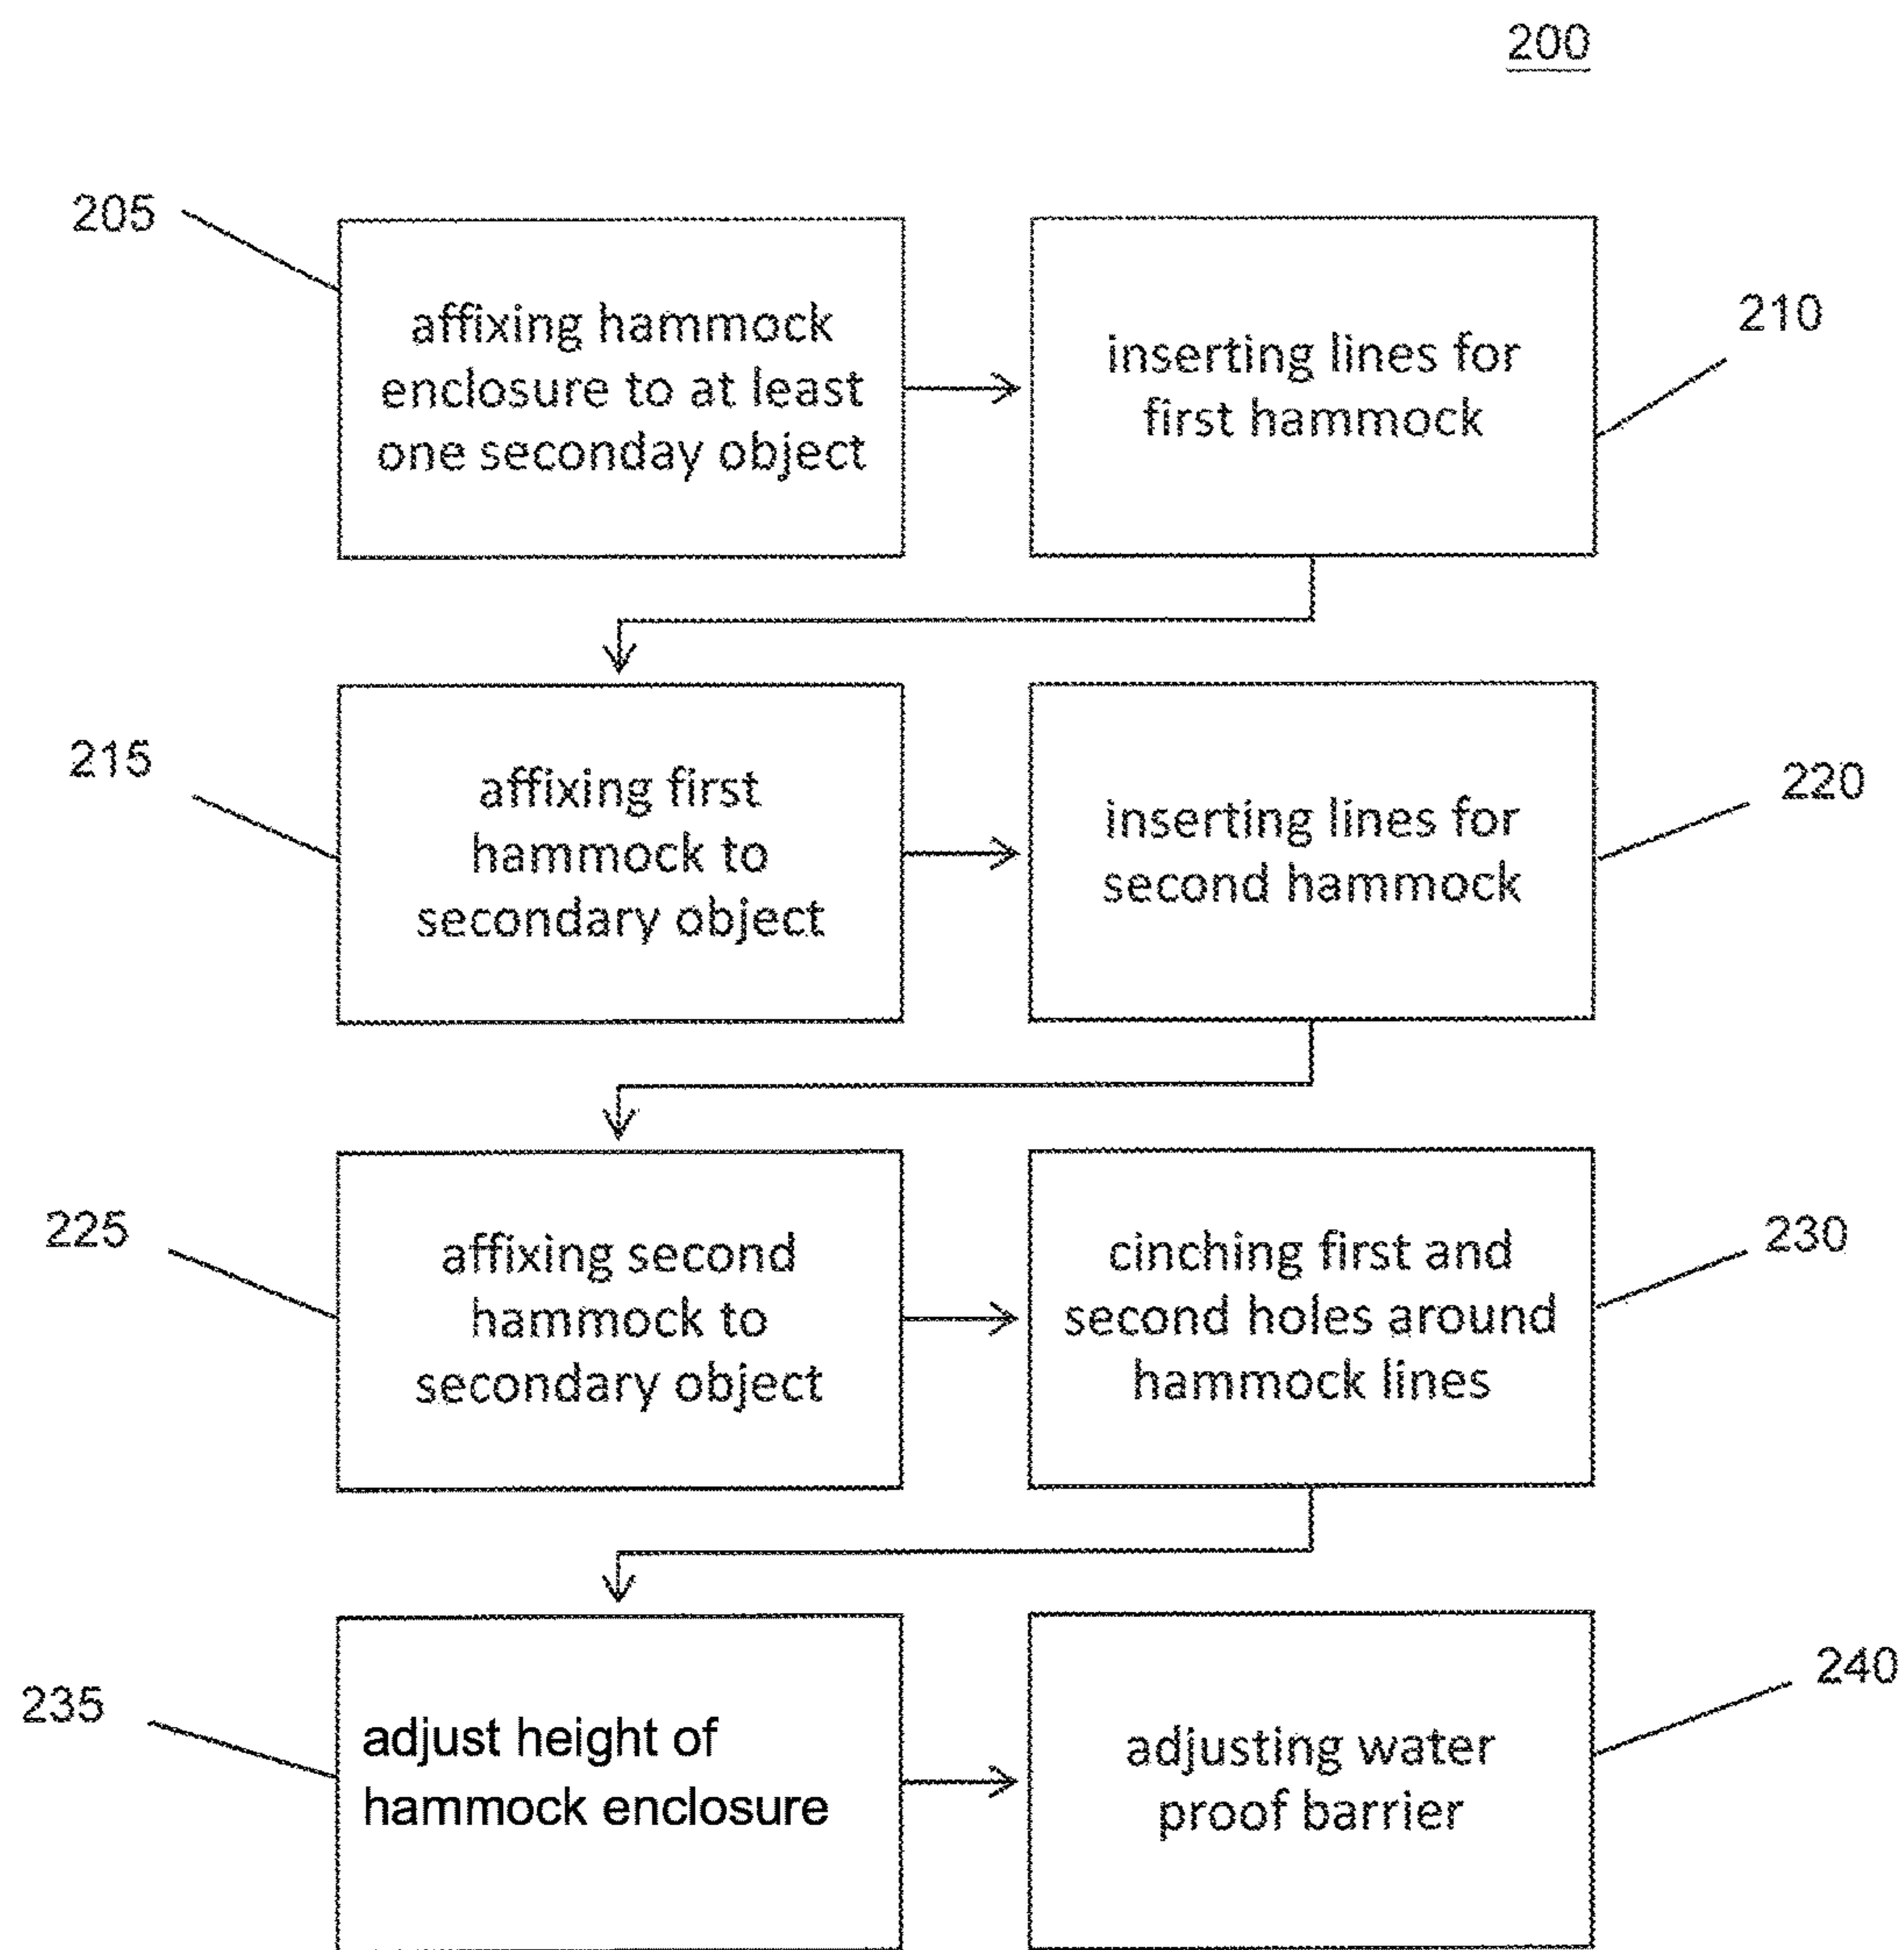 200
205
affixing hammock
enclosure to at least
one seconday object
inserting lines for
first hammock
210
215
affixing first
hammock to
secondary object
inserting lines for
second hammock
220
225
affixing second
hammock to
secondary object
cinching first and
second holes around
hammock lines
230
235
adjust height of
hammock enclosure
adjusting water
proof barrier
240